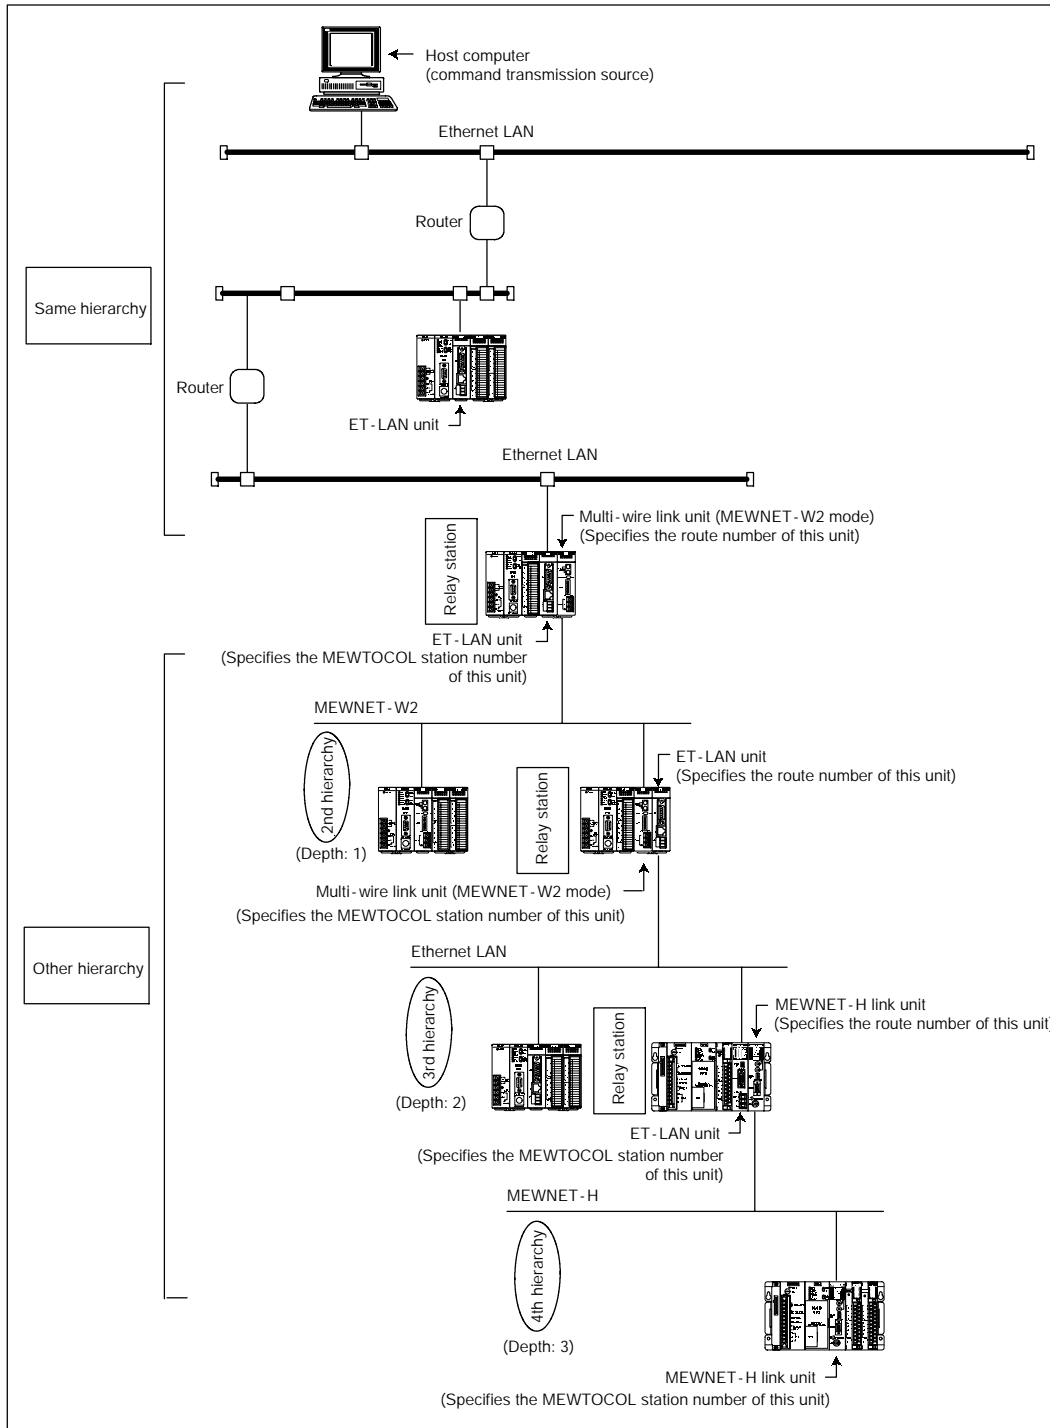 Host computer
(command transmission source)
Ethernet LAN
Router
Same hierarchy
Router
ET-LAN unit
Ethernet LAN
Multi-wire link unit (MEWNET-W2 mode)
(Specifies the route number of this unit)
Relay station
ET-LAN unit
(Specifies the MEWTOCOL station number
of this unit)
MEWNET-W2
2nd hierarchy
(Depth: 1)
Relay station
ET-LAN unit
(Specifies the route number of this unit)
Multi-wire link unit (MEWNET-W2 mode)
(Specifies the MEWTOCOL station number of this unit)
Other hierarchy
Ethernet LAN
3rd hierarchy
(Depth: 2)
Relay station
MEWNET-H link unit
(Specifies the route number of this unit)
ET-LAN unit
(Specifies the MEWTOCOL station number
of this unit)
MEWNET-H
4th hierarchy
(Depth: 3)
MEWNET-H link unit
(Specifies the MEWTOCOL station number of this unit)